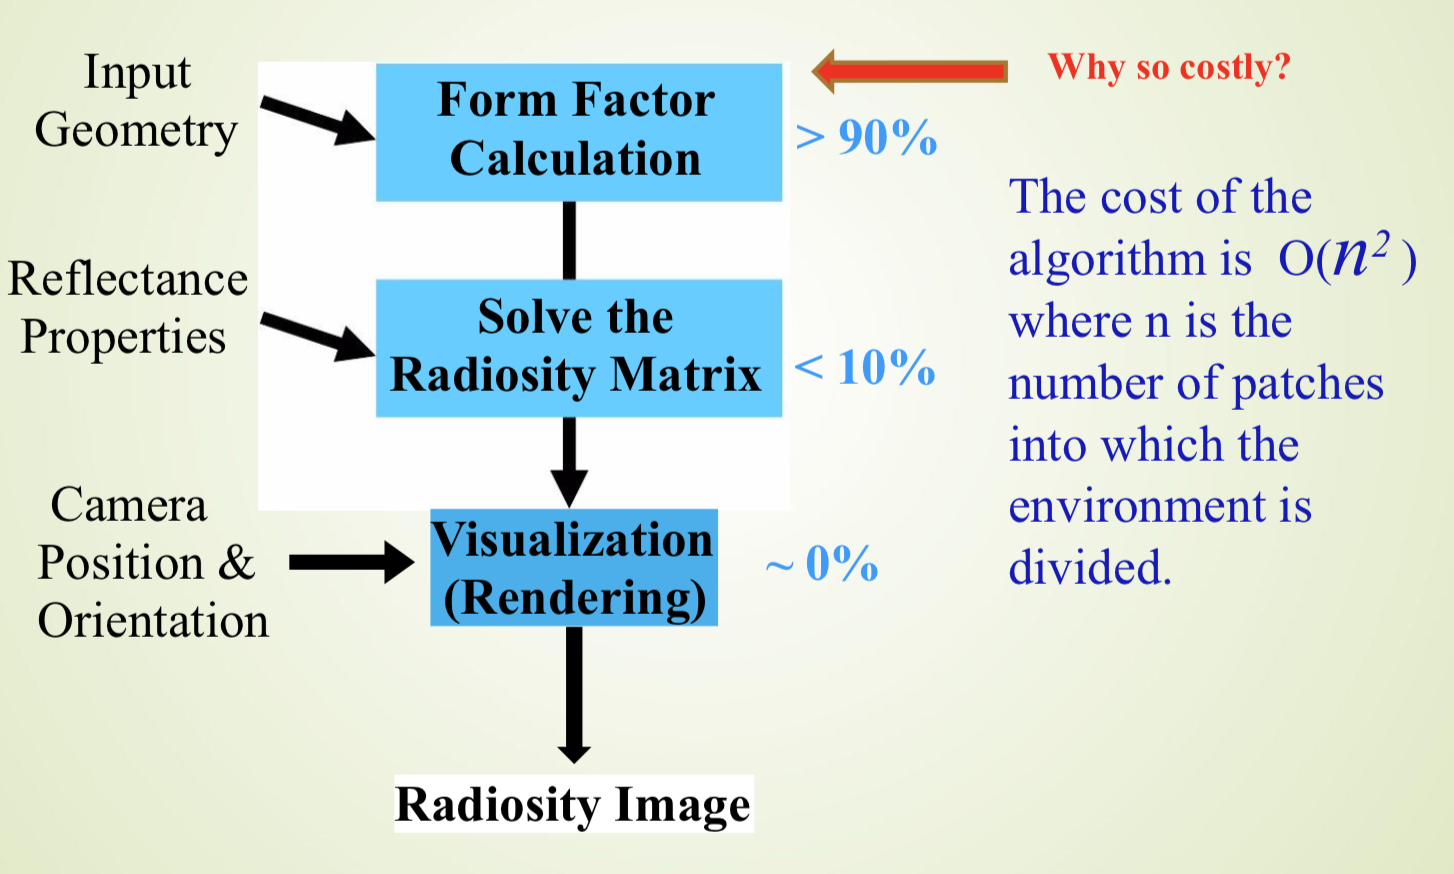 Input
Geometry
Form Factor
Calculation
> 90%
Why so costly?
Reflectance
Properties
Solve the
Radiosity Matrix
< 10%
The cost of the
algorithm is O(n²)
where n is the
number of patches
into which the
environment is
divided.
Camera
Position &
Orientation
Visualization
(Rendering)
~ 0%
Radiosity Image